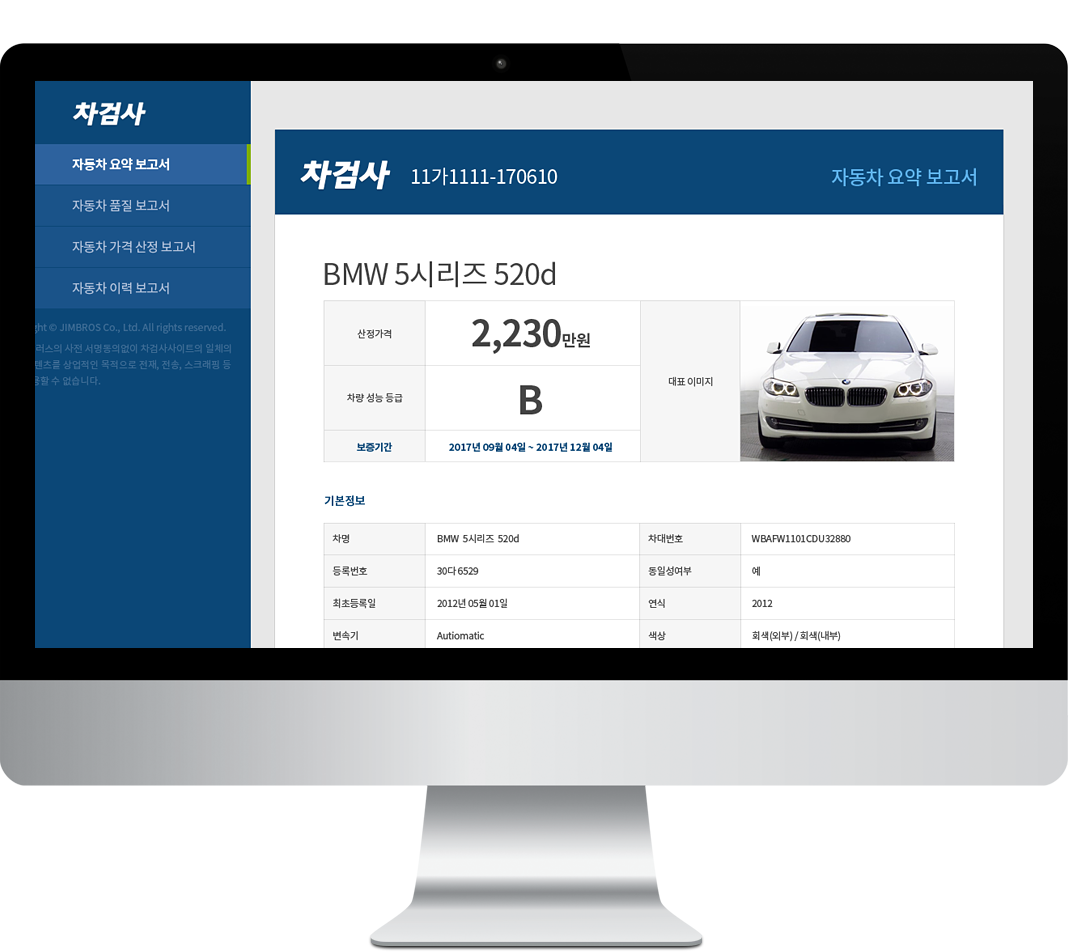 차검사
자동차 요약 보고서
자동차 품질 보고서
자동차 가격 산정 보고서
자동차 이력 보고서
© JIMBROS Co., Ltd. All rights reserved.
사전 서명동의없이 차검사사이트의 일체의
상업적인 목적으로 전재, 전송, 스크래핑 등
수 없습니다.
차검사 11가1111-170610 자동차 요약 보고서
BMW 5시리즈 520d
산정가격 2,230만원
차량 성능 등급 B
대표 이미지
보증기간 2017년 09월 04일 ~ 2017년 12월 04일
기본정보
차명 BMW 5시리즈 520d 차대번호 WBAFW1101CDU32880
등록번호 30다6529 동일성여부 예
최초등록일 2012년 05월 01일 연식 2012
변속기 Autiomatic 색상 회색(외부) / 회색(내부)